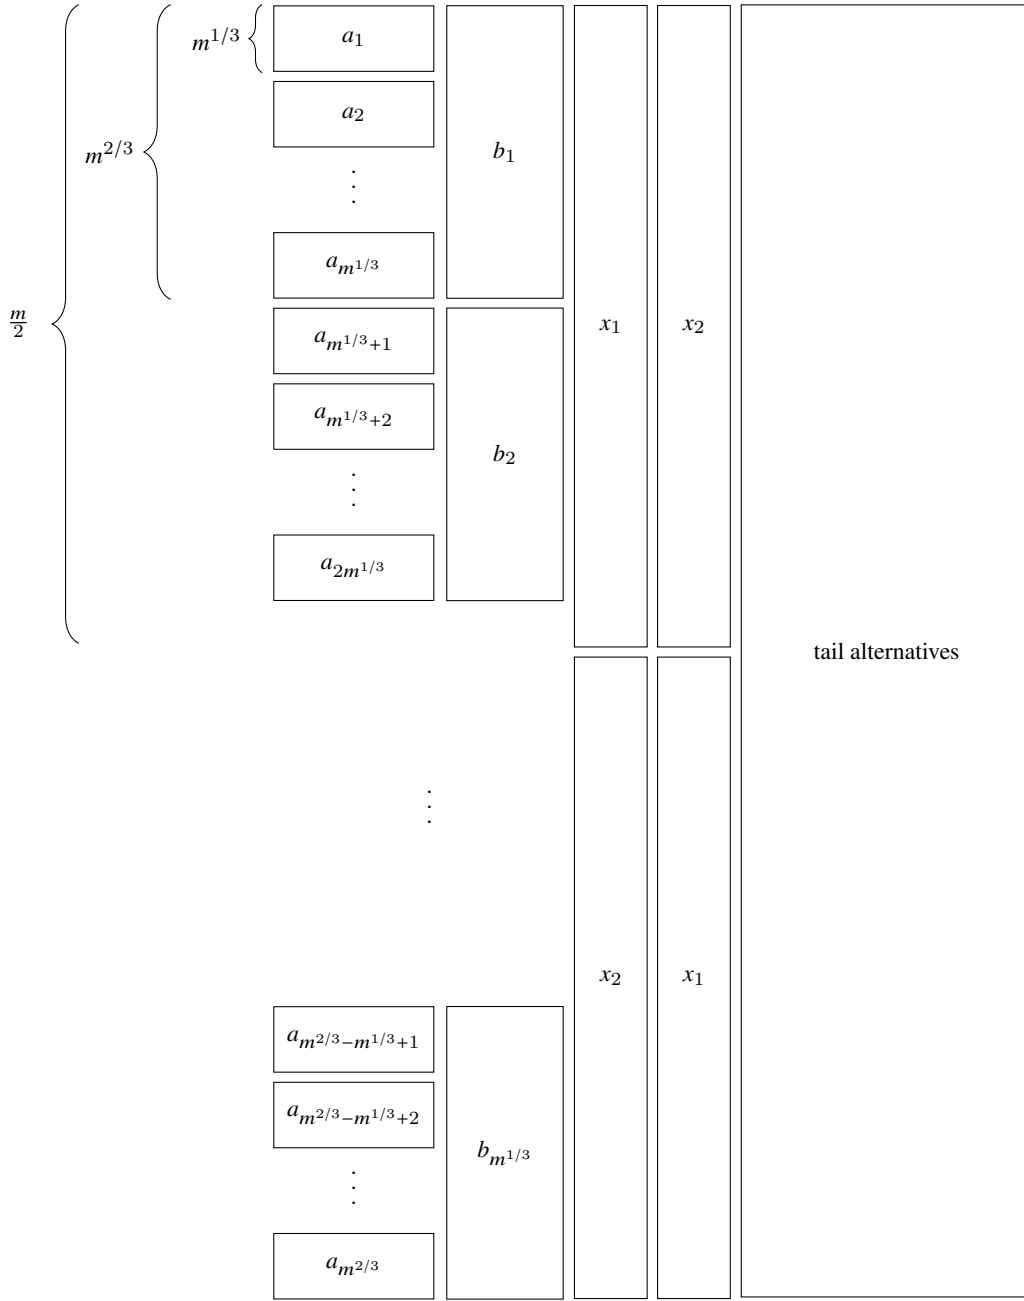 m^{1/3}
a_1
a_2
m^{2/3}
b_1
⋮
a_{m^{1/3}}
m/2
x_1
x_2
a_{m^{1/3}+1}
a_{m^{1/3}+2}
b_2
⋮
a_{2m^{1/3}}
tail alternatives
⋮
x_2
x_1
a_{m^{2/3}−m^{1/3}+1}
a_{m^{2/3}−m^{1/3}+2}
b_{m^{1/3}}
⋮
a_{m^{2/3}}